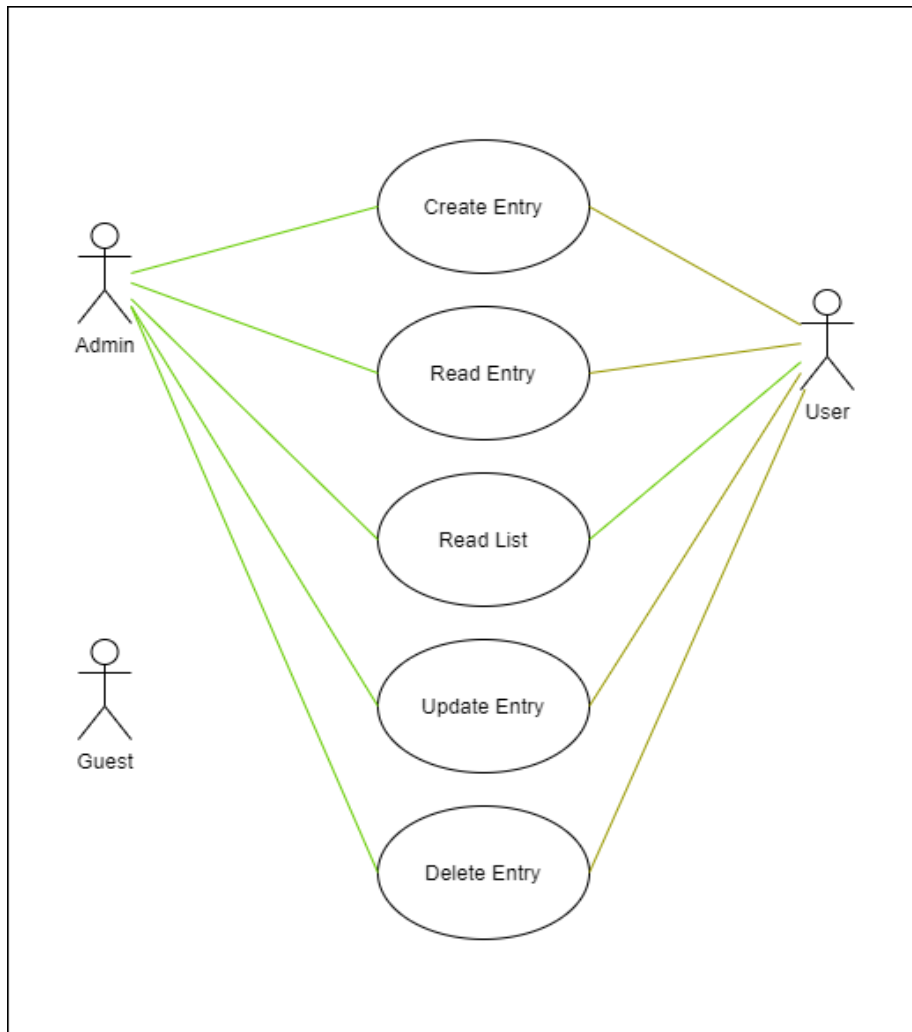 Create Entry
Admin
Read Entry
User
Read List
Update Entry
Guest
Delete Entry